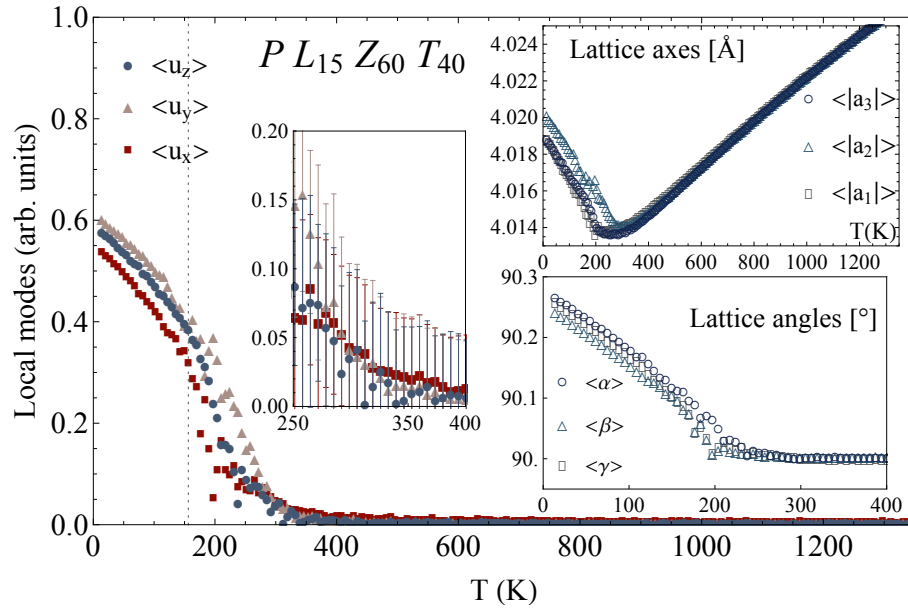 P L15 Z60 T40
<uz>
<uy>
<ux>
Local modes (arb. units)
1.0
0.8
0.6
0.4
0.2
0.0
0 200 400 600 800 1000 1200
T (K)
0.20
0.15
0.10
0.05
0.00
250 350 400
Lattice axes [Å]
4.024
4.022
4.020
4.018
4.016
4.014
<|a3|>
<|a2|>
<|a1|>
T(K)
0 200 400 600 800 1000 1200
90.3
90.2
90.1
90
Lattice angles [°]
<α>
<β>
<γ>
0 100 200 300 400